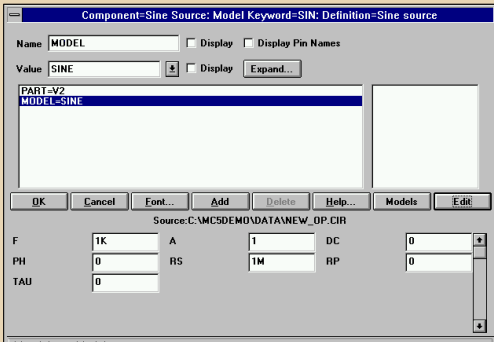 Component=Sine Source: Model Keyword=SIN: Definition=Sine source
Name MODEL Display Display Pin Names
Value SINE Display Expand...
PART=V2
MODEL=SINE
OK Cancel Font... Add Delete Help... Models Edit
Source:C:\MC5DEMO\DATA\NEW_OP.CIR
F 1K A 1 DC 0
PH 0 RS 1M RP 0
TAU 0